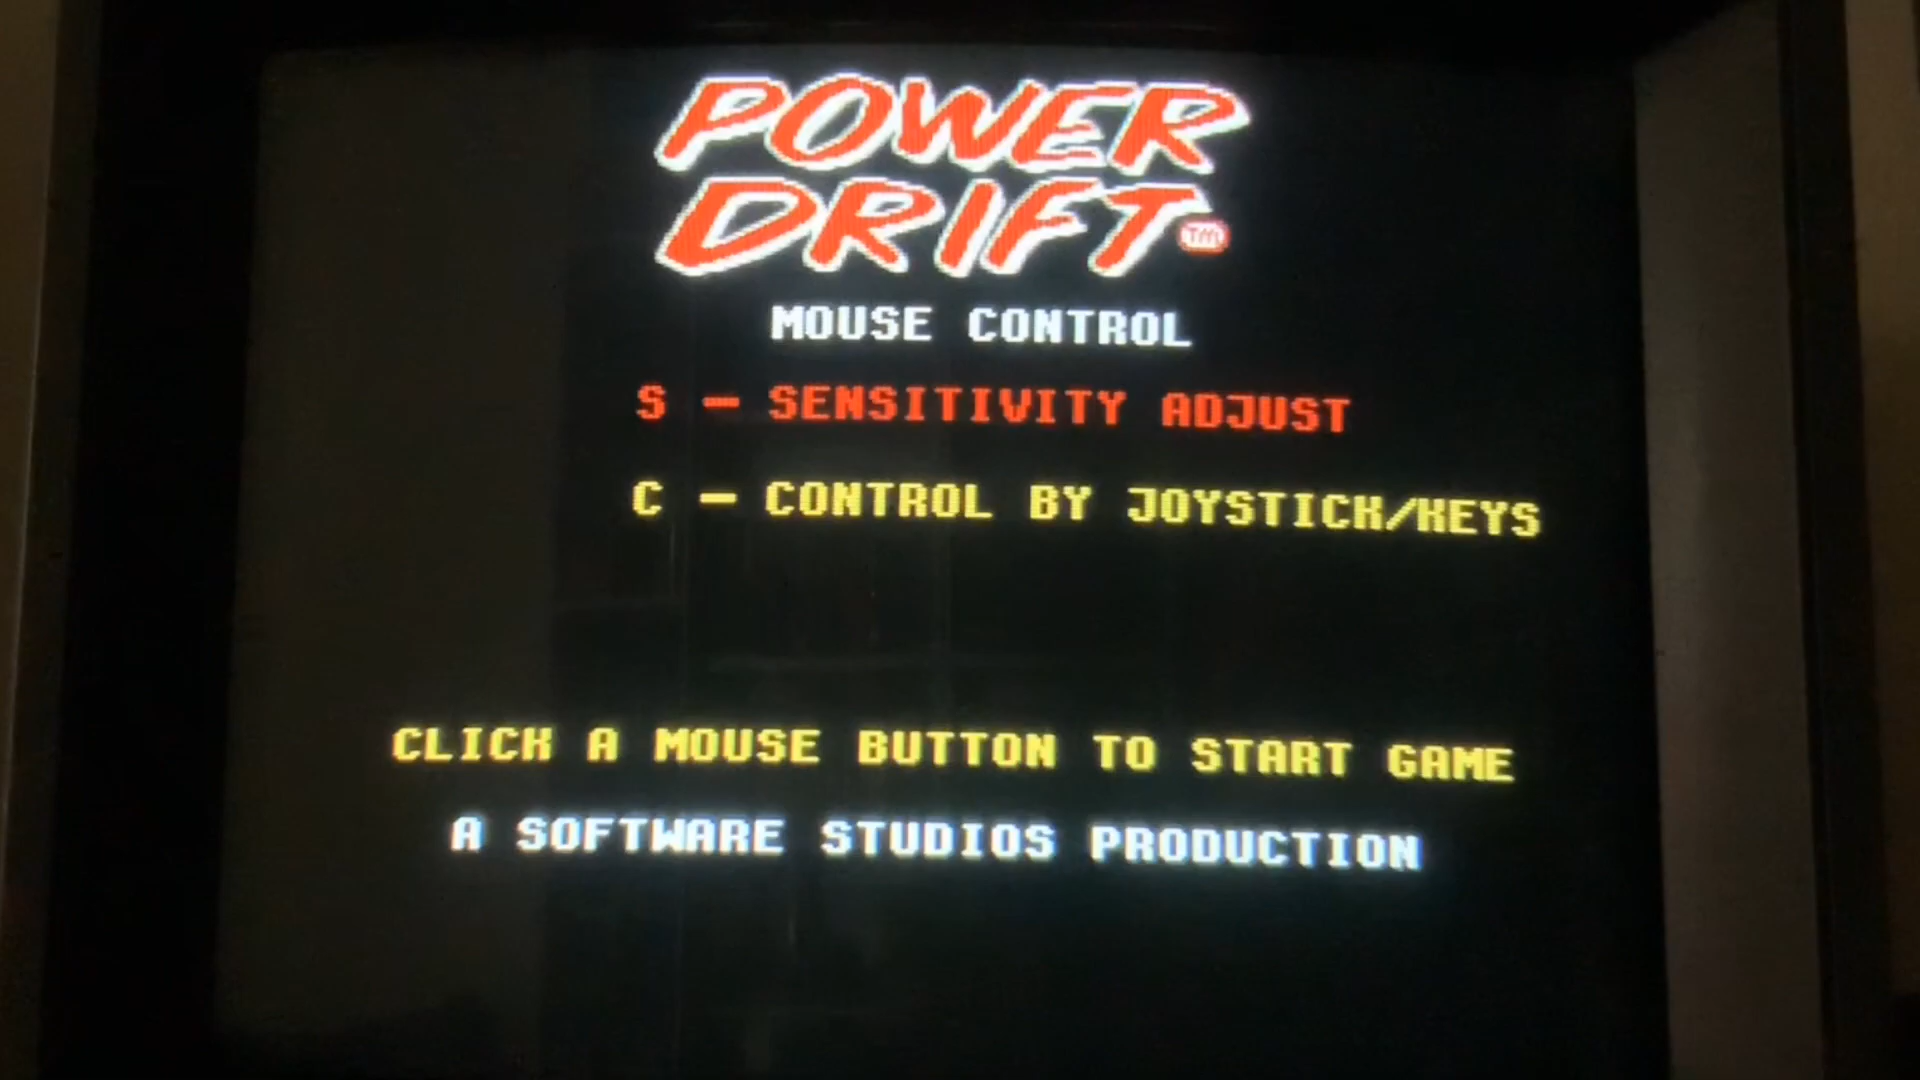 POWER
DRIFT TM
MOUSE CONTROL
S - SENSITIVITY ADJUST
C - CONTROL BY JOYSTICK/KEYS
CLICK A MOUSE BUTTON TO START GAME
A SOFTWARE STUDIOS PRODUCTION